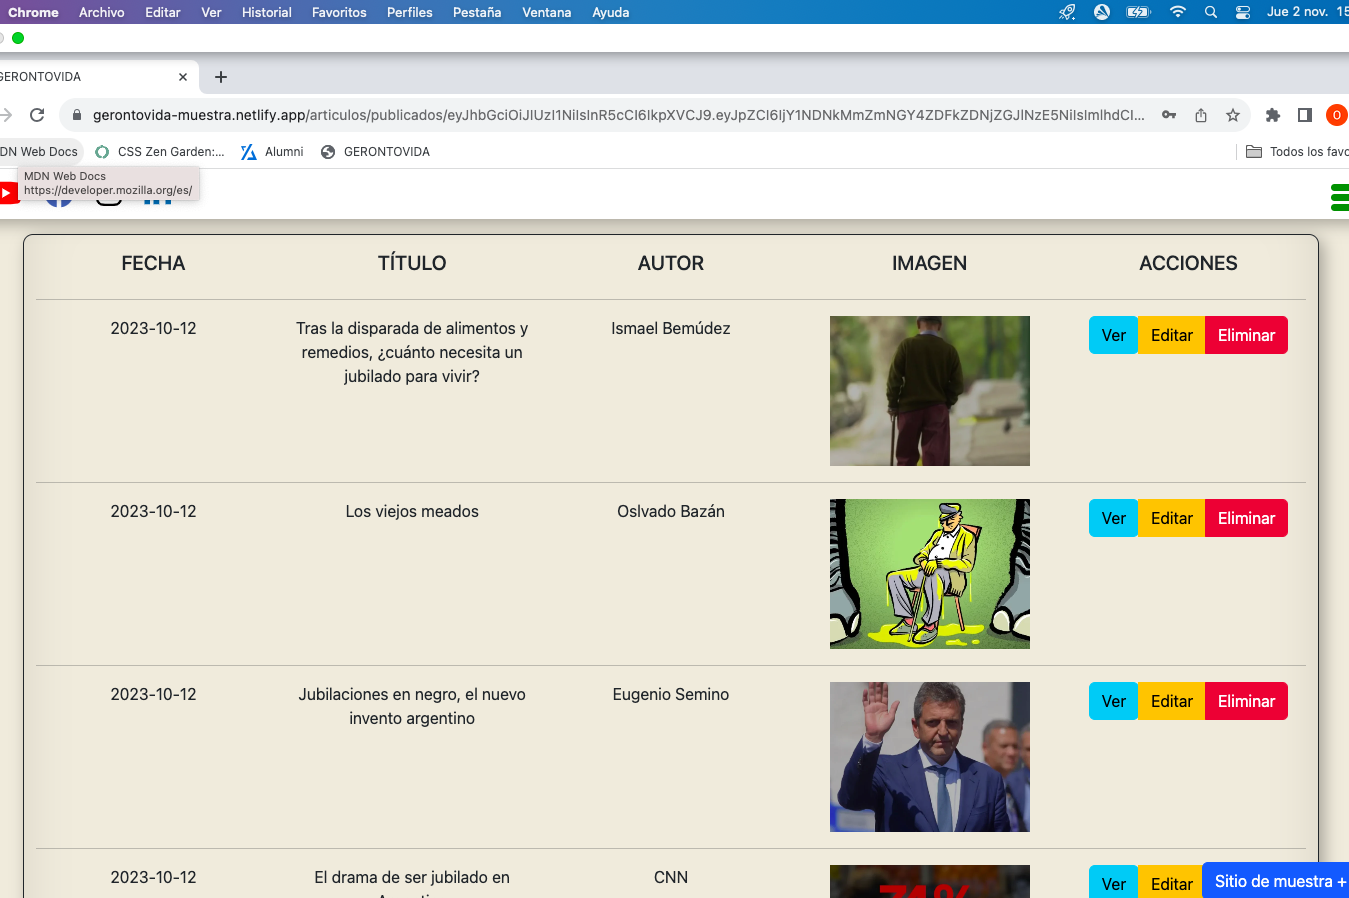 Chrome Archivo Editar Ver Historial Favoritos Perfiles Pestaña Ventana Ayuda Jue 2 nov. 15
GERONTOVIDA
gerontovida-muestra.netlify.app/articulos/publicados/eyJhbGciOiJIUzI1NiIsInR5cCI6IkpXVCJ9.eyJpZCI6IjY1NDNkMmZmNGY4ZDFkZDNjZGJlNzE5NiIsImlhdCI... O
DN Web Docs CSS Zen Garden:... Alumni GERONTOVIDA Todos los favo
MDN Web Docs
https://developer.mozilla.org/es/
FECHA TÍTULO AUTOR IMAGEN ACCIONES
2023-10-12 Tras la disparada de alimentos y Ismael Bemúdez Ver Editar Eliminar
remedios, ¿cuánto necesita un
jubilado para vivir?
2023-10-12 Los viejos meados Oslvado Bazán Ver Editar Eliminar
2023-10-12 Jubilaciones en negro, el nuevo Eugenio Semino Ver Editar Eliminar
invento argentino
2023-10-12 El drama de ser jubilado en CNN Ver Editar
Sitio de muestra +